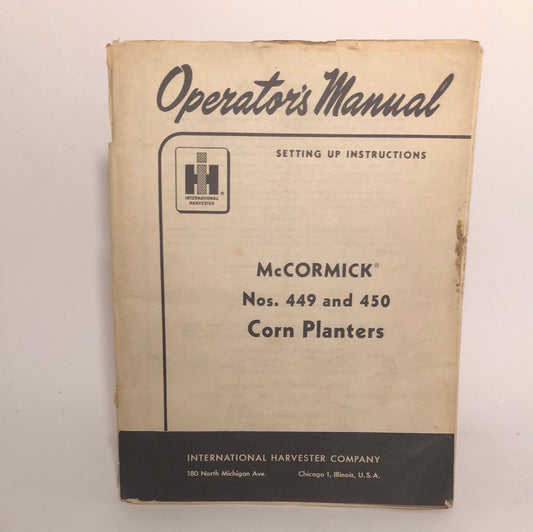 Operator's Manual
SETTING UP INSTRUCTIONS
IH
®
INTERNATIONAL
HARVESTER
McCORMICK®
Nos. 449 and 450
Corn Planters
INTERNATIONAL HARVESTER COMPANY
180 North Michigan Ave. Chicago 1, Illinois, U.S.A.